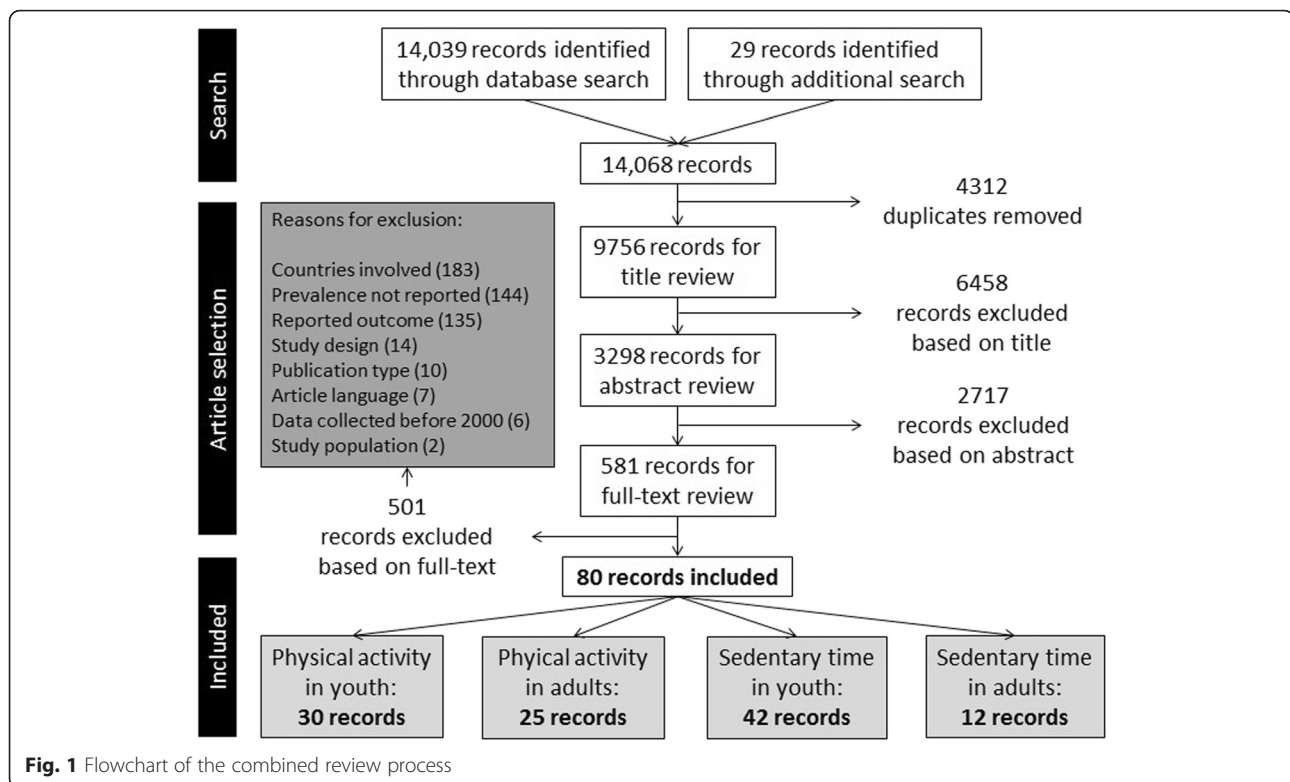 Search
14,039 records identified
through database search
29 records identified
through additional search
14,068 records
4312
duplicates removed
Article selection
Reasons for exclusion:
Countries involved (183)
Prevalence not reported (144)
Reported outcome (135)
Study design (14)
Publication type (10)
Article language (7)
Data collected before 2000 (6)
Study population (2)
9756 records for
title review
6458
records excluded
based on title
3298 records for
abstract review
2717
records excluded
based on abstract
581 records for
full-text review
501
records excluded
based on full-text
Included
80 records included
Physical activity
in youth:
30 records
Phyical activity
in adults:
25 records
Sedentary time
in youth:
42 records
Sedentary time
in adults:
12 records
Fig. 1 Flowchart of the combined review process